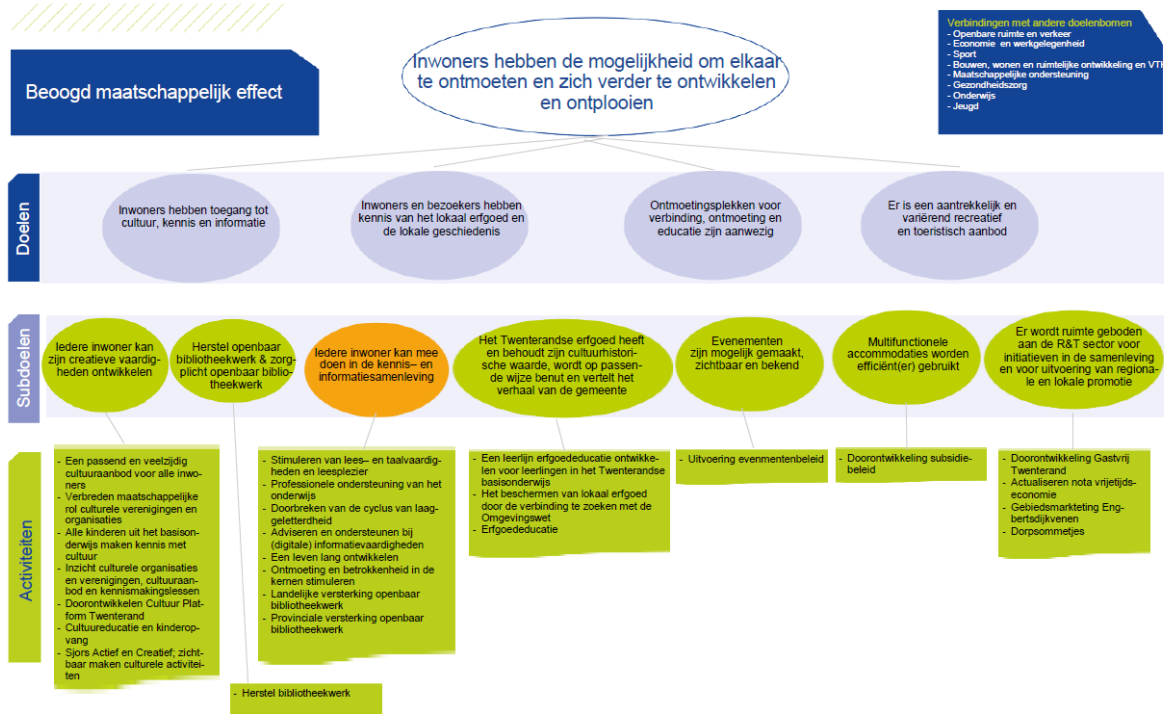 Beoogd maatschappelijk effect
Inwoners hebben de mogelijkheid om elkaar
te ontmoeten en zich verder te ontwikkelen
en ontplooien
Verbindingen met andere doelenbomen
- Openbare ruimte en verkeer
- Economie en werkgelegenheid
- Sport
- Bouwen, wonen en ruimtelijke ontwikkeling en VTH
- Maatschappelijke ondersteuning
- Gezondheidszorg
- Onderwijs
- Jeugd
Doelen
Inwoners hebben toegang tot
cultuur, kennis en informatie
Inwoners en bezoekers hebben
kennis van het lokaal erfgoed en
de lokale geschiedenis
Ontmoetingsplekken voor
verbinding, ontmoeting en
educatie zijn aanwezig
Er is een aantrekkelijk en
variërend recreatief
en toeristisch aanbod
Subdoelen
Iedere inwoner kan
zijn creatieve vaardig-
heden ontwikkelen
Herstel openbaar
bibliotheekwerk & zorg-
plicht openbaar biblio-
theekwerk
Iedere inwoner kan mee
doen in de kennis– en
informatiesamenleving
Het Twenterandse erfgoed heeft
en behoudt zijn cultuurhistori-
sche waarde, wordt op passen-
de wijze benut en vertelt het
verhaal van de gemeente
Evenementen
zijn mogelijk gemaakt,
zichtbaar en bekend
Multifunctionele
accommodaties worden
efficiënt(er) gebruikt
Er wordt ruimte geboden
aan de R&T sector voor
initiatieven in de samenleving
en voor uitvoering van regiona-
le en lokale promotie
Activiteiten
- Een passend en veelzijdig
cultuuraanbod voor alle inwo-
ners
- Verbreden maatschappelijke
rol culturele verenigingen en
organisaties
- Alle kinderen uit het basison-
derwijs maken kennis met
cultuur
- Inzicht culturele organisaties
en verenigingen, cultuuraan-
bod en kennismakingslessen
- Doorontwikkelen Cultuur Plat-
form Twenterand
- Cultuureducatie en kinderop-
vang
- Sjors Actief en Creatief; zicht-
baar maken culturele activitei-
ten
- Herstel bibliotheekwerk
- Stimuleren van lees– en taalvaardig-
heden en leesplezier
- Professionele ondersteuning van het
onderwijs
- Doorbreken van de cyclus van laag-
geletterdheid
- Adviseren en ondersteunen bij
(digitale) informatievaardigheden
- Een leven lang ontwikkelen
- Ontmoeting en betrokkenheid in de
kernen stimuleren
- Landelijke versterking openbaar
bibliotheekwerk
- Provinciale versterking openbaar
bibliotheekwerk
- Een leerlijn erfgoededucatie ontwikke-
len voor leerlingen in het Twenterandse
basisonderwijs
- Het beschermen van lokaal erfgoed
door de verbinding te zoeken met de
Omgevingswet
- Erfgoededucatie
- Uitvoering evenmentenbeleid
- Doorontwikkeling subsidie-
beleid
- Doorontwikkeling Gastvrij
Twenterand
- Actualiseren nota vrijetijds-
economie
- Gebiedsmarkteting Eng-
bertsdijkvenen
- Dorpsommetjes